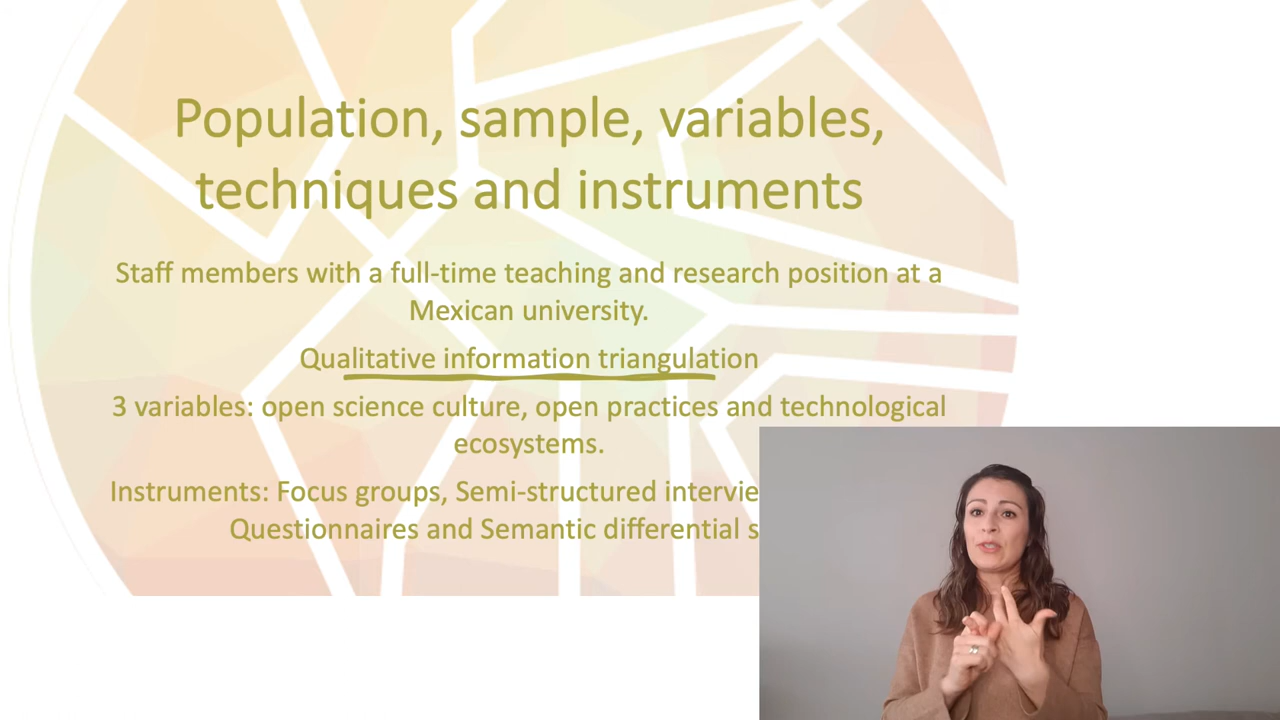 Population, sample, variables,
techniques and instruments
Staff members with a full-time teaching and research position at a
Mexican university.
Qualitative information triangulation
3 variables: open science culture, open practices and technological
ecosystems.
Instruments: Focus groups, Semi-structured
Questionnaires and Semantic differential